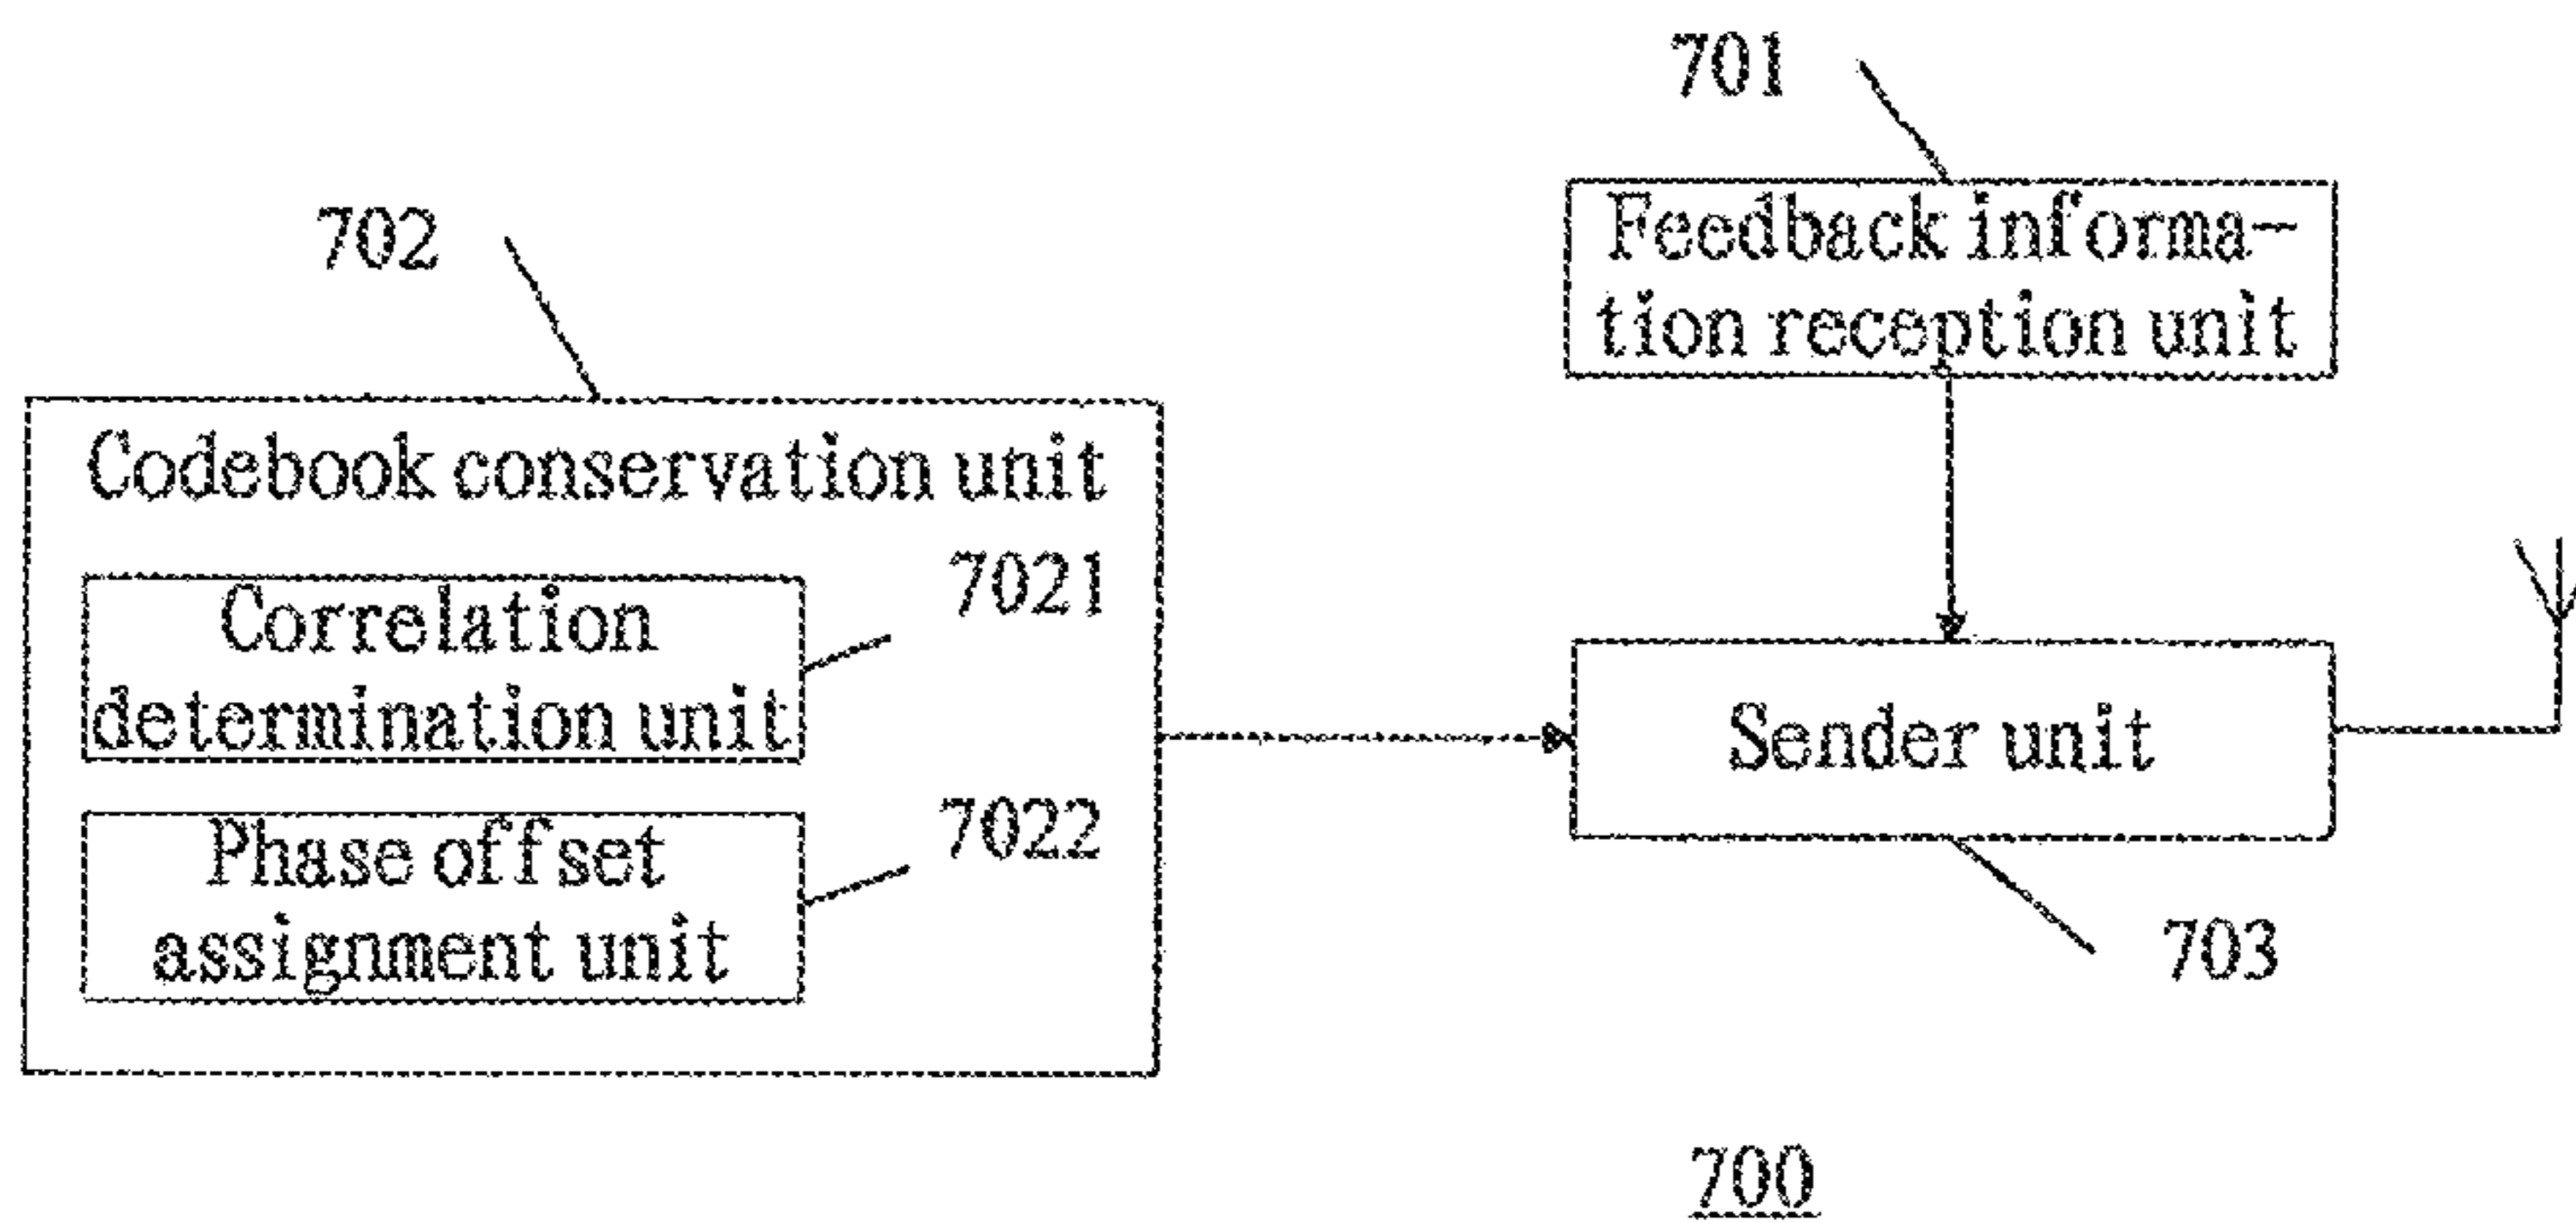 701
Feedback informa-
tion reception unit
702
Codebook conservation unit
7021
Correlation
determination unit
7022
Phase offset
assignment unit
Sender unit
703
700